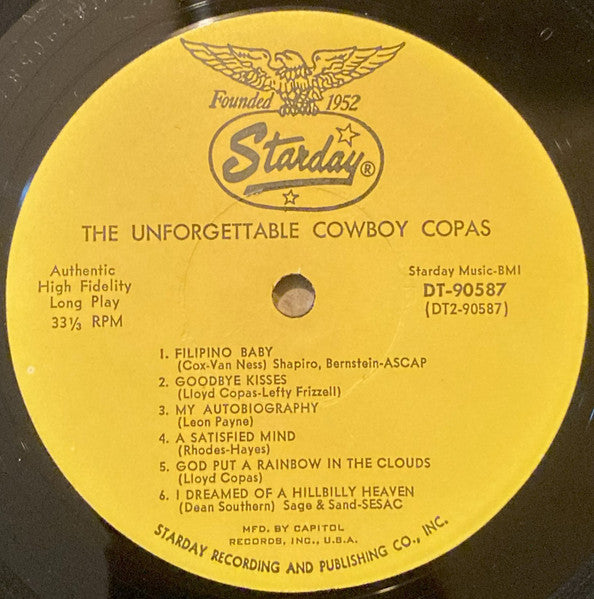 Founded 1952
Starday®
THE UNFORGETTABLE COWBOY COPAS
Authentic
High Fidelity
Long Play
33⅓ RPM
Starday Music-BMI
DT-90587
(DT2-90587)
1. FILIPINO BABY
(Cox-Van Ness) Shapiro, Bernstein-ASCAP
2. GOODBYE KISSES
(Lloyd Copas-Lefty Frizzell)
3. MY AUTOBIOGRAPHY
(Leon Payne)
4. A SATISFIED MIND
(Rhodes-Hayes)
5. GOD PUT A RAINBOW IN THE CLOUDS
(Lloyd Copas)
6. I DREAMED OF A HILLBILLY HEAVEN
(Dean Southern) Sage & Sand-SESAC
MFD. BY CAPITOL
RECORDS, INC., U.S.A.
STARDAY RECORDING AND PUBLISHING CO., INC.